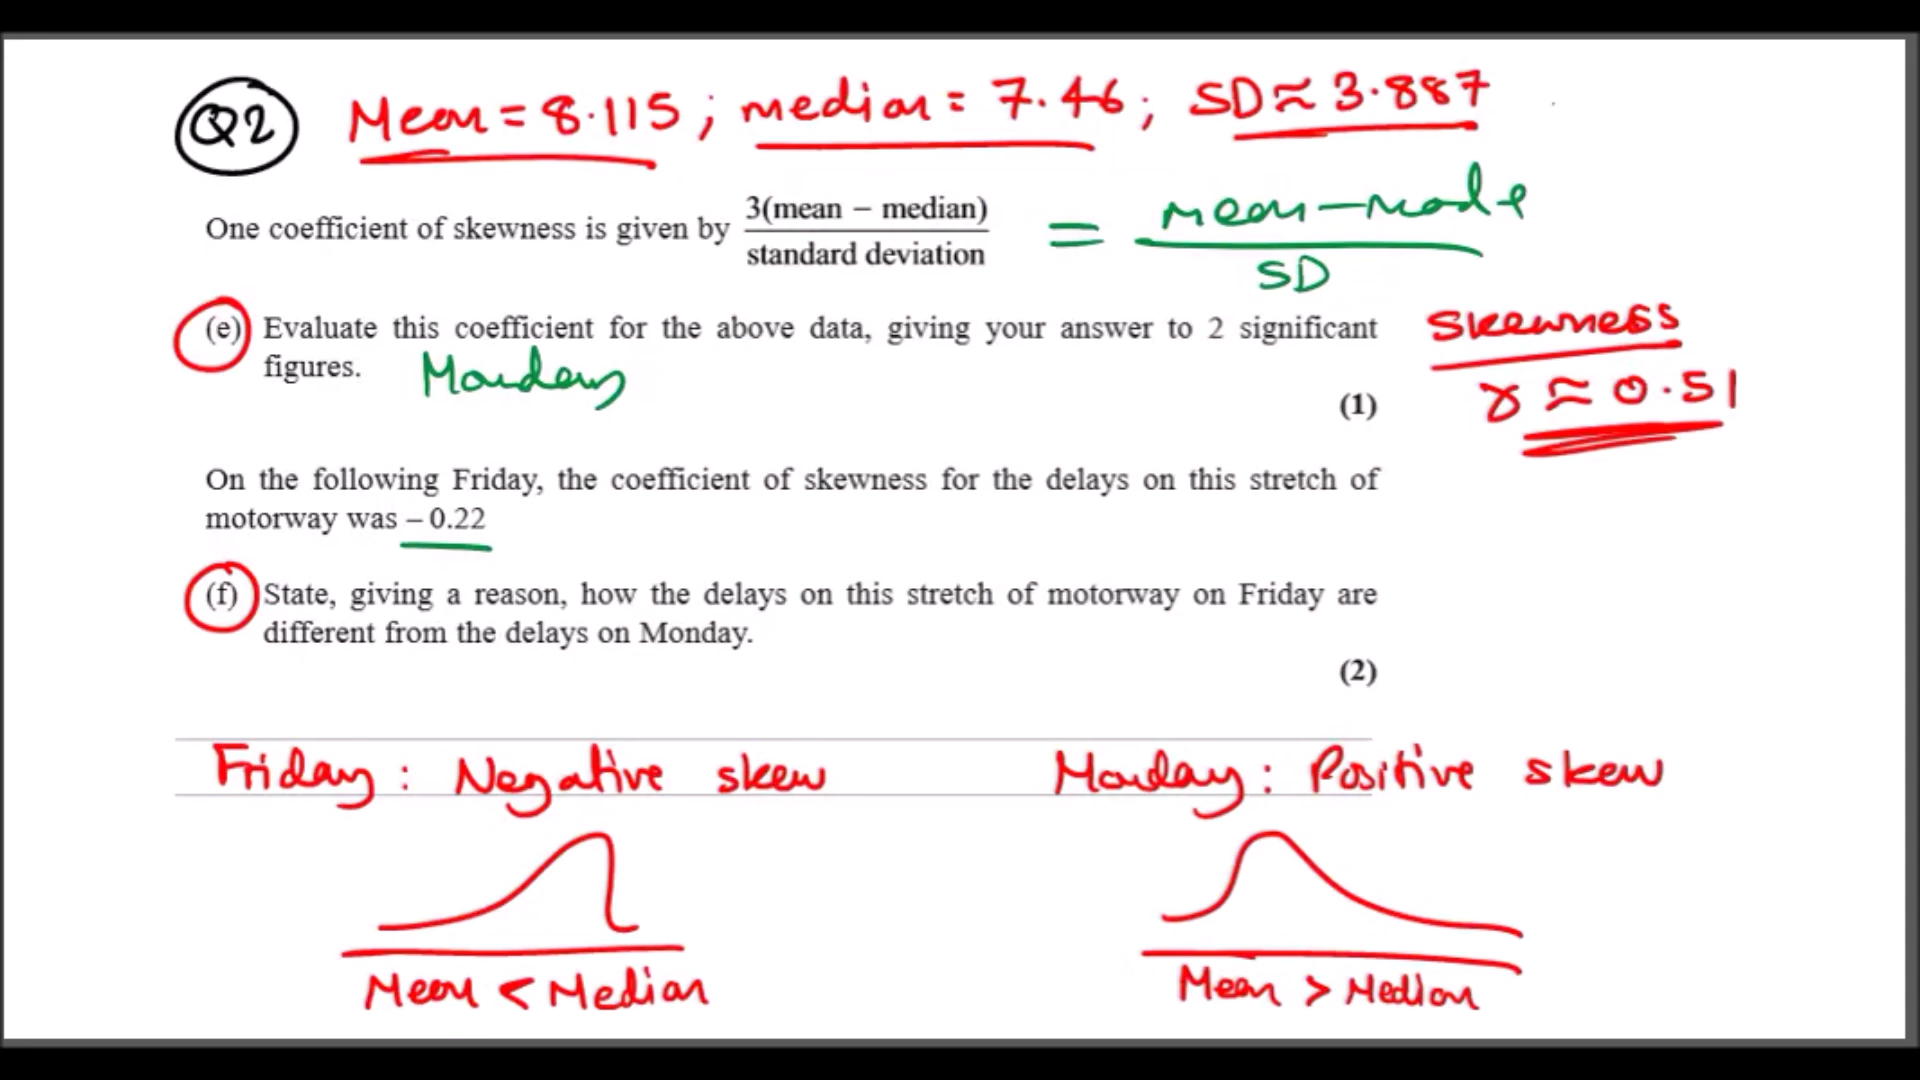 Q2 Mean = 8.115 ; median = 7.46 ; SD ≈ 3.887
One coefficient of skewness is given by 3(mean – median) / standard deviation = mean – mode / SD
(e) Evaluate this coefficient for the above data, giving your answer to 2 significant
figures. Monday
Skewness
(1)
γ ≈ 0.51
On the following Friday, the coefficient of skewness for the delays on this stretch of
motorway was – 0.22
(f) State, giving a reason, how the delays on this stretch of motorway on Friday are
different from the delays on Monday.
(2)
Friday : Negative skew
Monday : Positive skew
Mean < Median
Mean > Median